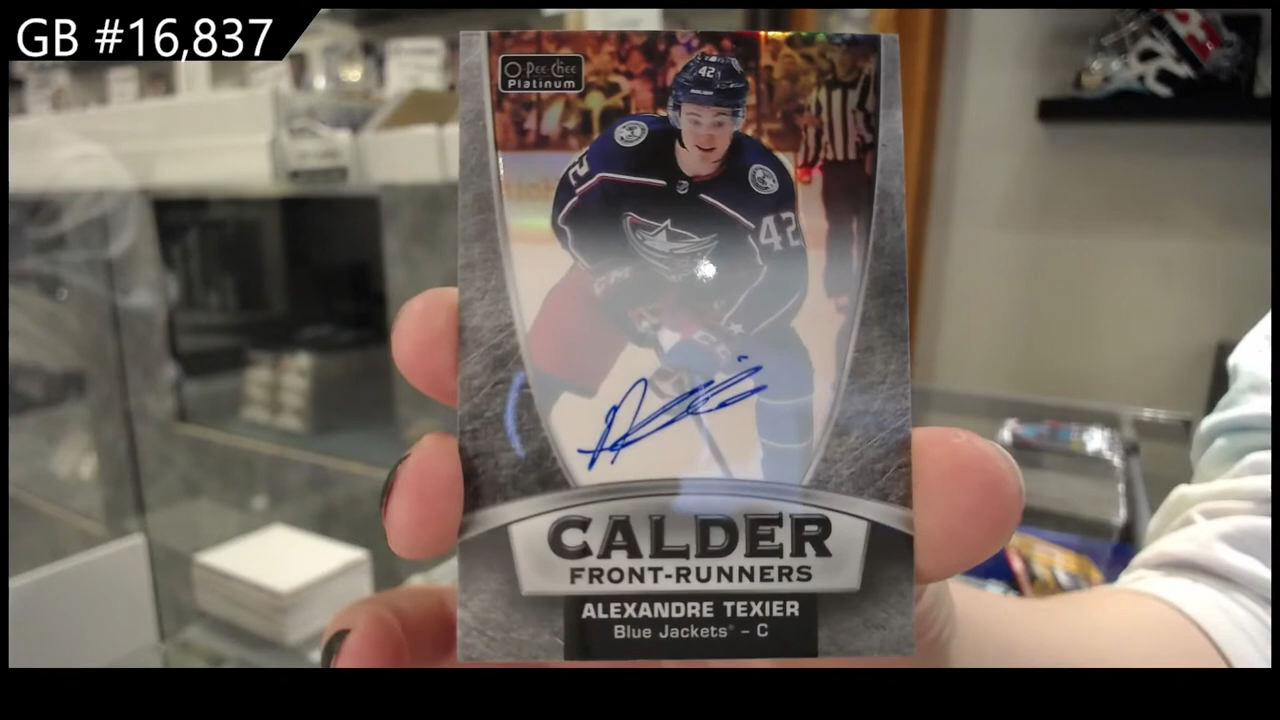 GB #16,837
O-Pee-Chee
Platinum
42
42
CALDER
FRONT-RUNNERS
ALEXANDRE TEXIER
Blue Jackets® - C